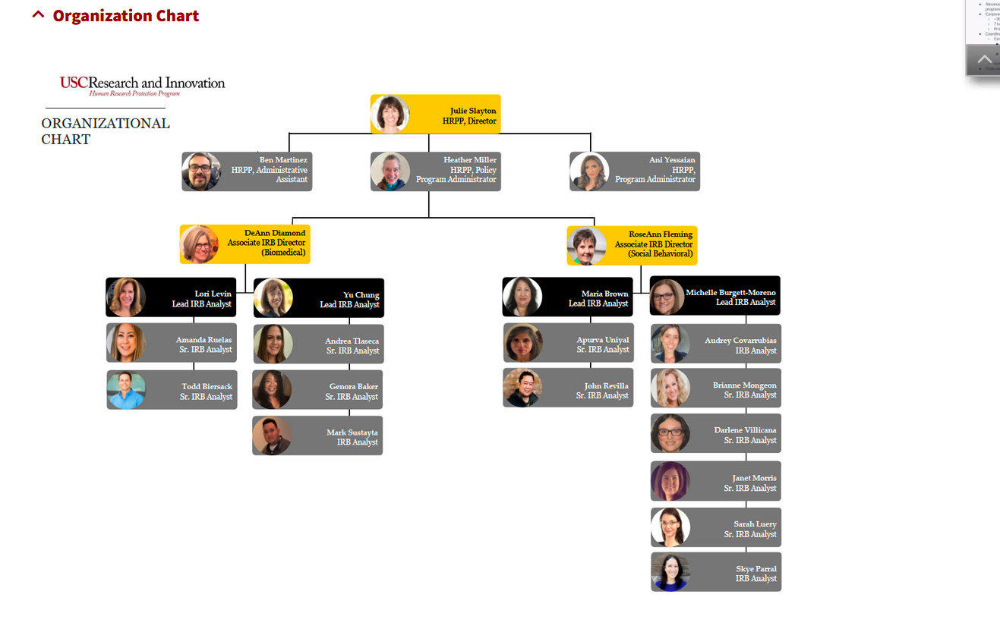 Organization Chart
USCResearch and Innovation
Human Research Protection Program
ORGANIZATIONAL
CHART
Julie Slayton
HRPP, Director
Ben Martinez
HRPP, Administrative
Assistant
Heather Miller
HRPP, Policy
Program Administrator
Ani Yessaian
HRPP,
Program Administrator
DeAnn Diamond
Associate IRB Director
(Biomedical)
RoseAnn Fleming
Associate IRB Director
(Social Behavioral)
Lori Levin
Lead IRB Analyst
Yu Chung
Lead IRB Analyst
Maria Brown
Lead IRB Analyst
Michelle Burgett-Moreno
Lead IRB Analyst
Amanda Ruelas
Sr. IRB Analyst
Andrea Tlaseca
Sr. IRB Analyst
Apurva Uniyal
Sr. IRB Analyst
Audrey Covarrubias
IRB Analyst
Todd Biersack
Sr. IRB Analyst
Genora Baker
Sr. IRB Analyst
John Revilla
Sr. IRB Analyst
Brianne Mongeon
Sr. IRB Analyst
Mark Sustayta
IRB Analyst
Darlene Villicana
Sr. IRB Analyst
Janet Morris
Sr. IRB Analyst
Sarah Luery
Sr. IRB Analyst
Skye Parral
IRB Analyst